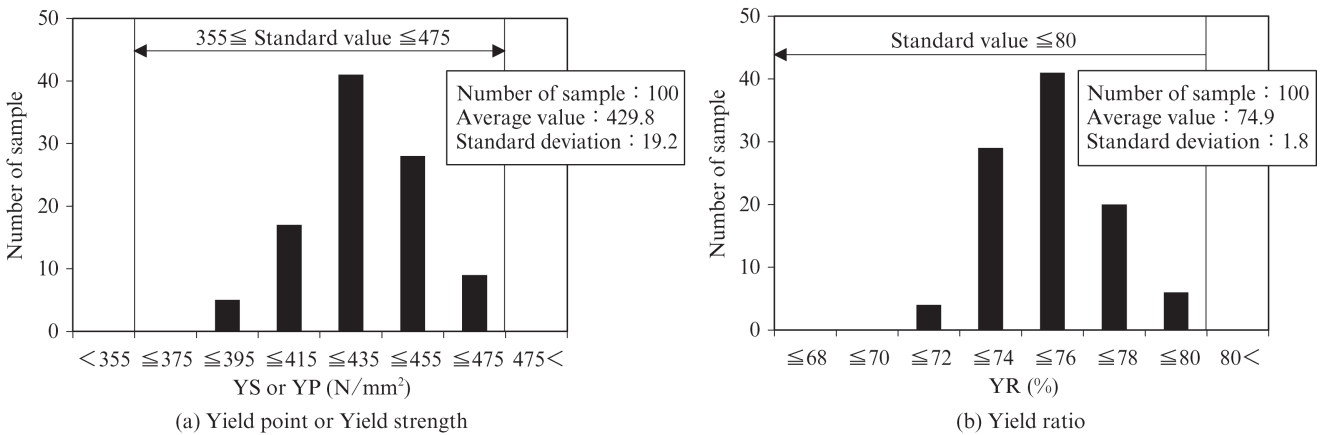 50
40
30
20
10
0
Number of sample
355≦ Standard value ≦475
Number of sample：100
Average value：429.8
Standard deviation：19.2
＜355 ≦375 ≦395 ≦415 ≦435 ≦455 ≦475 475＜
YS or YP (N/mm²)
(a) Yield point or Yield strength
50
40
30
20
10
0
Number of sample
Standard value ≦80
Number of sample：100
Average value：74.9
Standard deviation：1.8
≦68 ≦70 ≦72 ≦74 ≦76 ≦78 ≦80 80＜
YR (%)
(b) Yield ratio